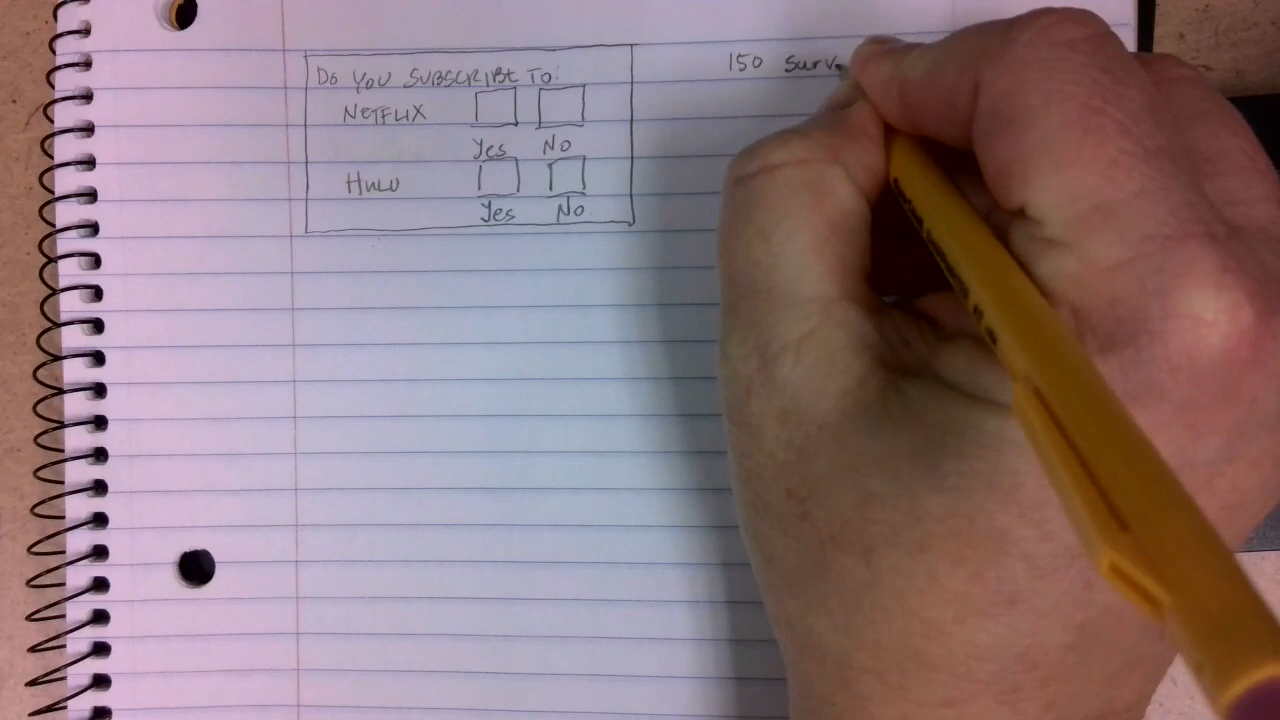 Do You SUBSCRIBE TO:
NETFLIX
Yes No
HULU
Yes No
150